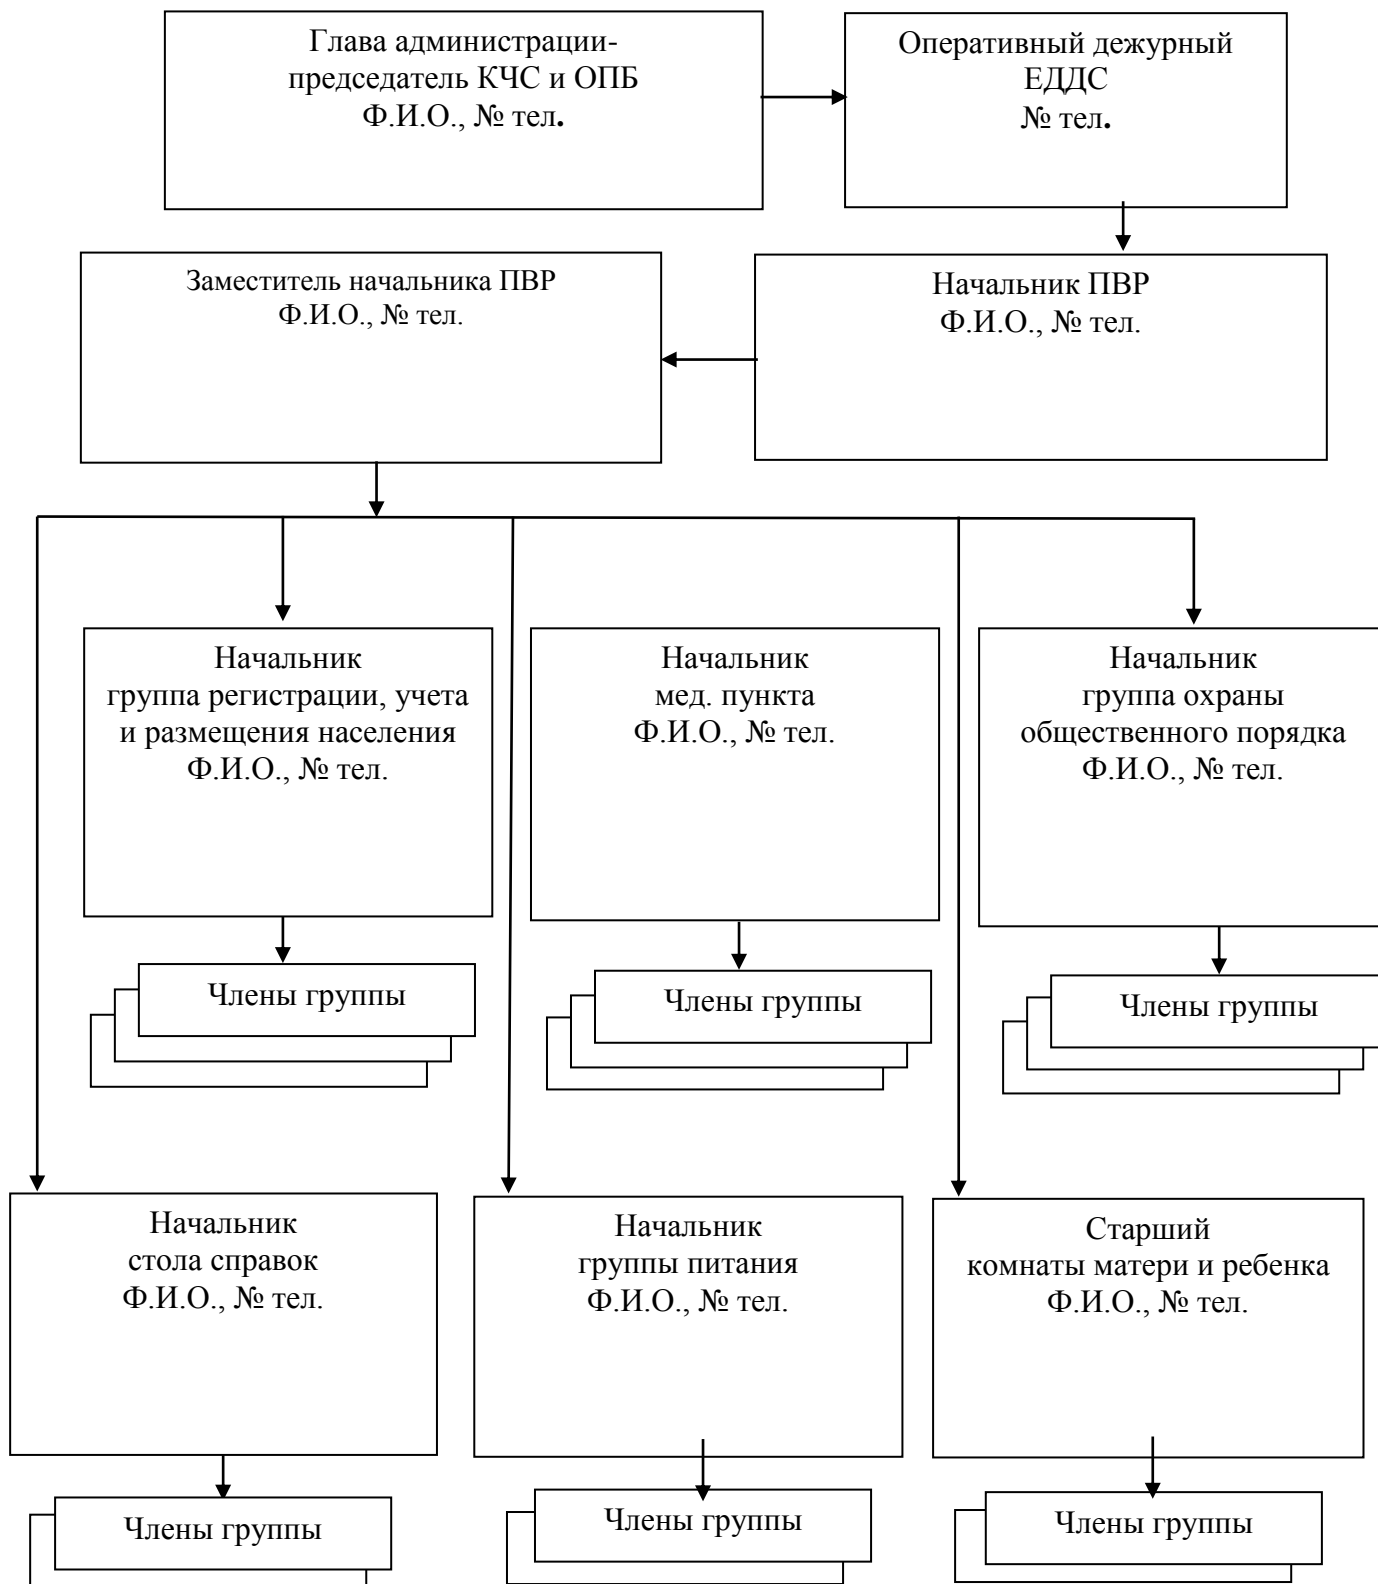 Глава администрации-
председатель КЧС и ОПБ
Ф.И.О., № тел.
Оперативный дежурный
ЕДДС
№ тел.
Заместитель начальника ПВР
Ф.И.О., № тел.
Начальник ПВР
Ф.И.О., № тел.
Начальник
группа регистрации, учета
и размещения населения
Ф.И.О., № тел.
Начальник
мед. пункта
Ф.И.О., № тел.
Начальник
группа охраны
общественного порядка
Ф.И.О., № тел.
Члены группы
Члены группы
Члены группы
Начальник
стола справок
Ф.И.О., № тел.
Начальник
группы питания
Ф.И.О., № тел.
Старший
комнаты матери и ребенка
Ф.И.О., № тел.
Члены группы
Члены группы
Члены группы